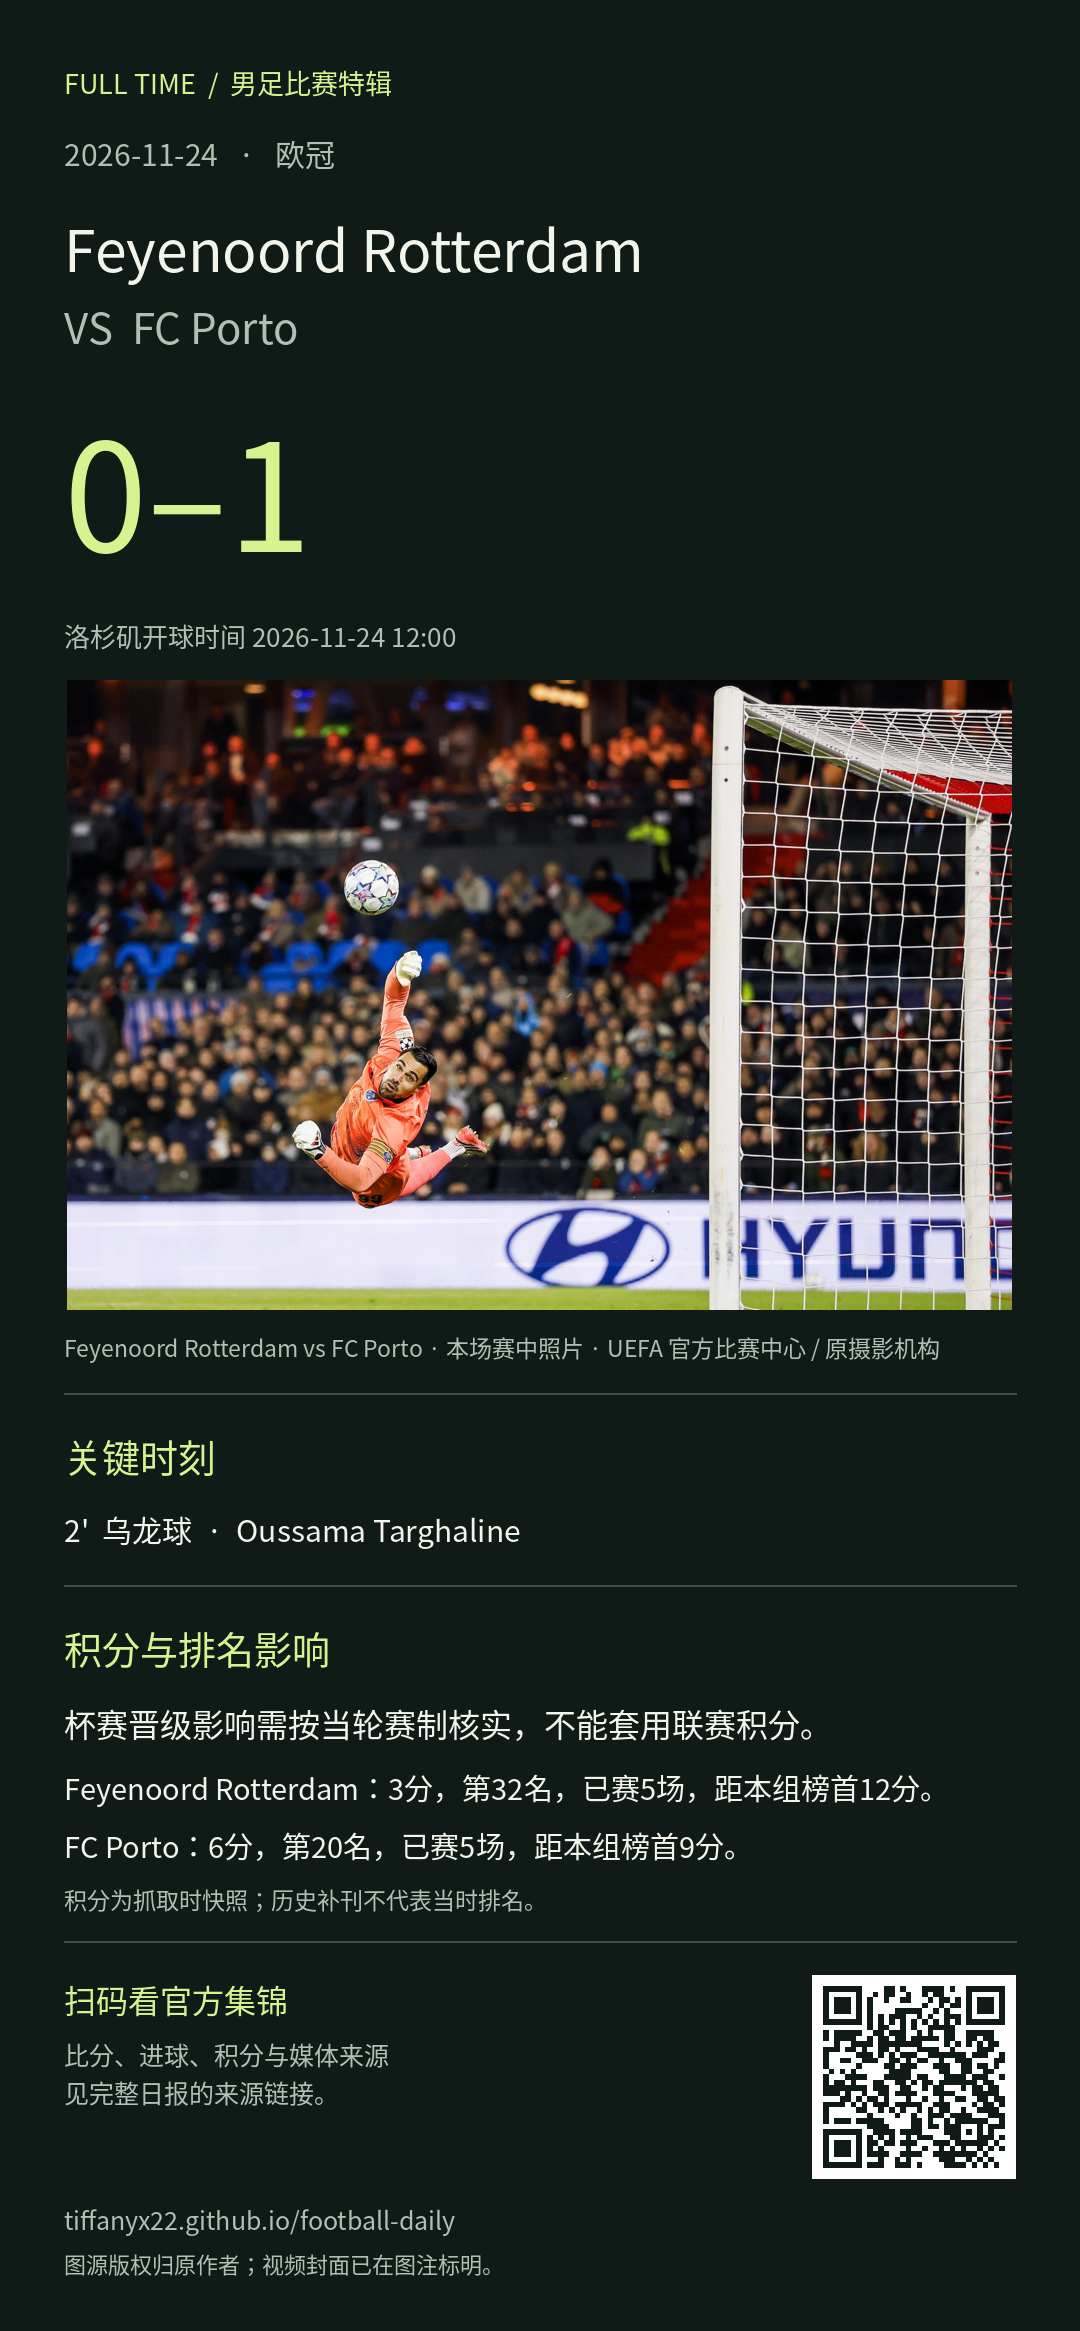 FULL TIME / 男足比赛特辑
2026-11-24 · 欧冠
Feyenoord Rotterdam
VS FC Porto
0–1
洛杉矶开球时间 2026-11-24 12:00
99
HYUND
Feyenoord Rotterdam vs FC Porto · 本场赛中照片 · UEFA 官方比赛中心 / 原摄影机构
关键时刻
2' 乌龙球 · Oussama Targhaline
积分与排名影响
杯赛晋级影响需按当轮赛制核实，不能套用联赛积分。
Feyenoord Rotterdam：3分，第32名，已赛5场，距本组榜首12分。
FC Porto：6分，第20名，已赛5场，距本组榜首9分。
积分为抓取时快照；历史补刊不代表当时排名。
扫码看官方集锦
比分、进球、积分与媒体来源
见完整日报的来源链接。
tiffanyx22.github.io/football-daily
图源版权归原作者；视频封面已在图注标明。